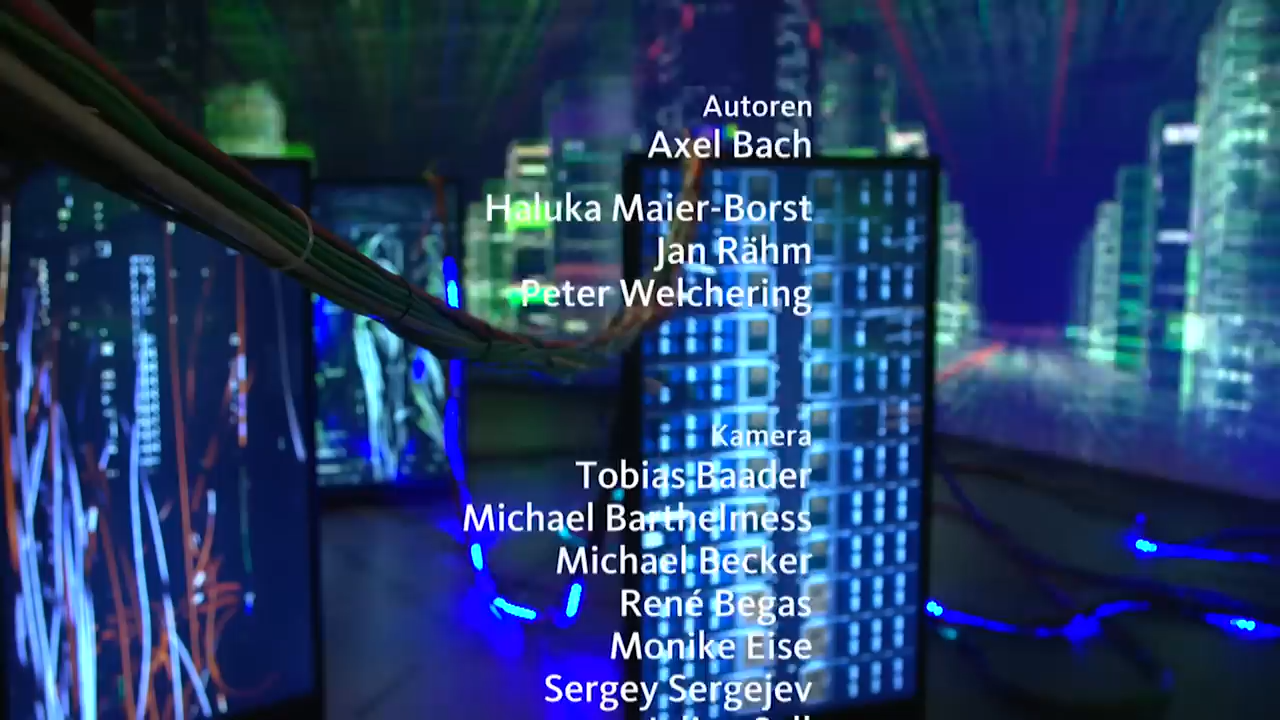 Autoren
Axel Bach
Haluka Maier-Borst
Jan Rähm
Peter Welchering
Kamera
Tobias Baader
Michael Barthelmess
Michael Becker
René Begas
Monike Eise
Sergey Sergejev